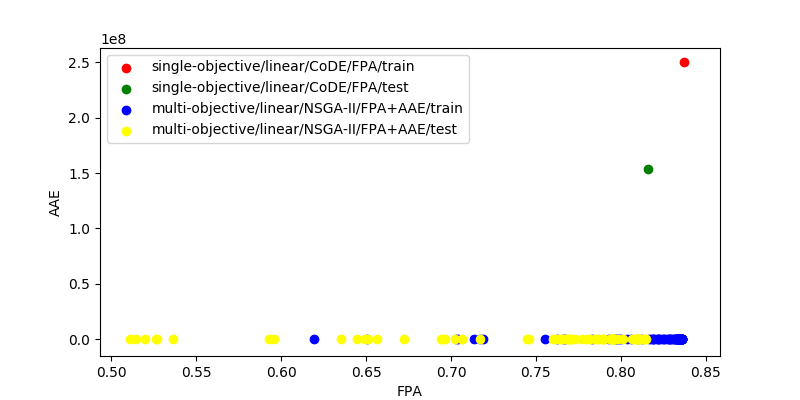 1e8
single-objective/linear/CoDE/FPA/train
single-objective/linear/CoDE/FPA/test
multi-objective/linear/NSGA-II/FPA+AAE/train
multi-objective/linear/NSGA-II/FPA+AAE/test
2.5
2.0
1.5
1.0
0.5
0.0
AAE
0.50 0.55 0.60 0.65 0.70 0.75 0.80 0.85
FPA